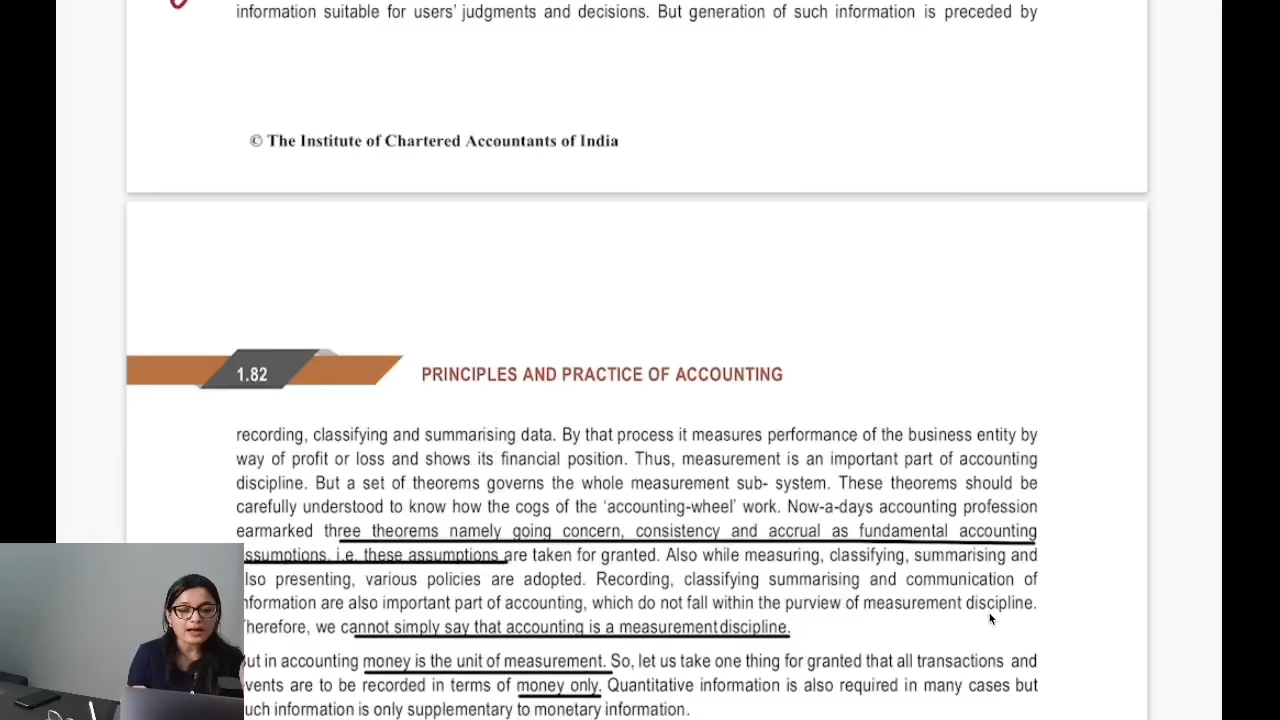 information suitable for users' judgments and decisions. But generation of such information is preceded by
© The Institute of Chartered Accountants of India
1.82
PRINCIPLES AND PRACTICE OF ACCOUNTING
recording, classifying and summarising data. By that process it measures performance of the business entity by
way of profit or loss and shows its financial position. Thus, measurement is an important part of accounting
discipline. But a set of theorems governs the whole measurement sub- system. These theorems should be
carefully understood to know how the cogs of the 'accounting-wheel' work. Now-a-days accounting profession
earmarked three theorems namely going concern, consistency and accrual as fundamental accounting
ssumptions, i.e. these assumptions are taken for granted. Also while measuring, classifying, summarising and
lso presenting, various policies are adopted. Recording, classifying summarising and communication of
nformation are also important part of accounting, which do not fall within the purview of measurement discipline.
herefore, we cannot simply say that accounting is a measurement discipline.
ut in accounting money is the unit of measurement. So, let us take one thing for granted that all transactions and
vents are to be recorded in terms of money only. Quantitative information is also required in many cases but
uch information is only supplementary to monetary information.